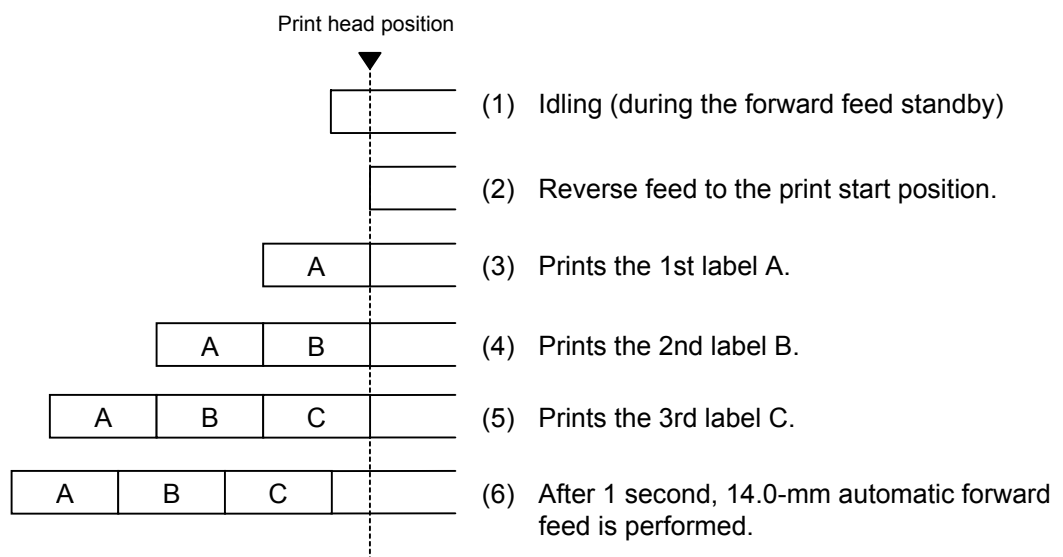 Print head position
(1) Idling (during the forward feed standby)
(2) Reverse feed to the print start position.
A
(3) Prints the 1st label A.
A B
(4) Prints the 2nd label B.
A B C
(5) Prints the 3rd label C.
A B C
(6) After 1 second, 14.0-mm automatic forward
feed is performed.